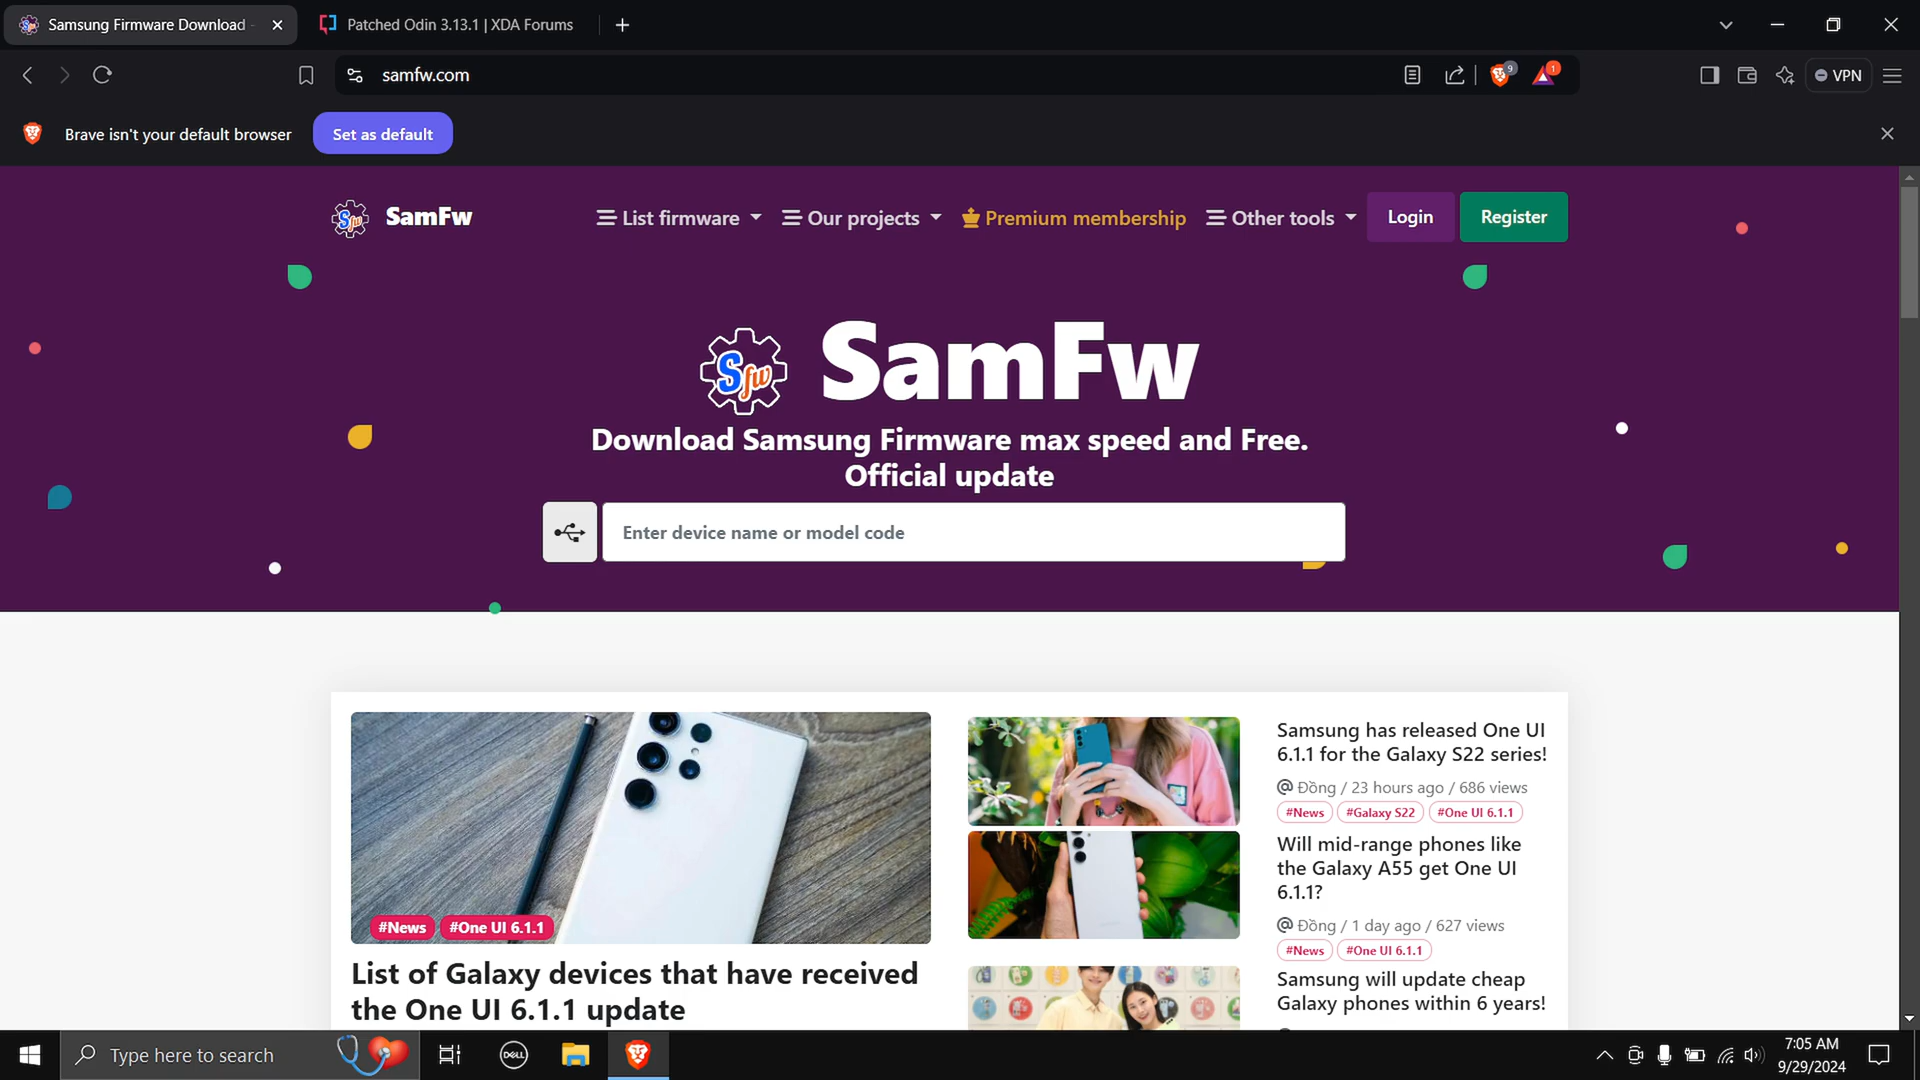 Samsung Firmware Download -
Patched Odin 3.13.1 | XDA Forums
samfw.com
9
1
VPN
Brave isn't your default browser
Set as default
Sfw
SamFw
List firmware
Our projects
Premium membership
Other tools
Login
Register
Sfw
SamFw
Download Samsung Firmware max speed and Free.
Official update
Enter device name or model code
#News
#One UI 6.1.1
List of Galaxy devices that have received
the One UI 6.1.1 update
Samsung has released One UI
6.1.1 for the Galaxy S22 series!
@ Đồng / 23 hours ago / 686 views
#News
#Galaxy S22
#One UI 6.1.1
Will mid-range phones like
the Galaxy A55 get One UI
6.1.1?
@ Đồng / 1 day ago / 627 views
#News
#One UI 6.1.1
Samsung will update cheap
Galaxy phones within 6 years!
Type here to search
DELL
7:05 AM
9/29/2024